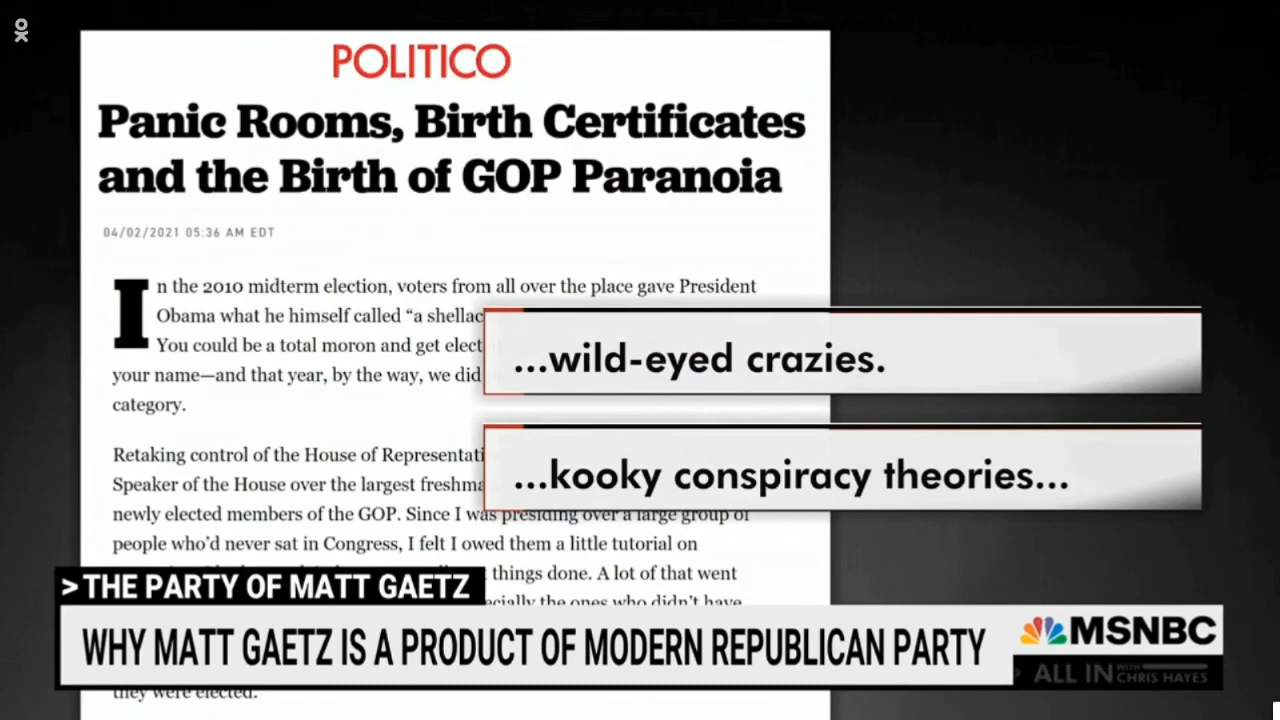 POLITICO
Panic Rooms, Birth Certificates
and the Birth of GOP Paranoia
04/02/2021 05:36 AM EDT
In the 2010 midterm election, voters from all over the place gave President
Obama what he himself called “a shellac
You could be a total moron and get elect
your name—and that year, by the way, we did
category.
...wild-eyed crazies.
Retaking control of the House of Representati
Speaker of the House over the largest freshma
newly elected members of the GOP. Since I was presiding over a large group of
people who’d never sat in Congress, I felt I owed them a little tutorial on
things done. A lot of that went
ecially the ones who didn’t have
they were elected.
...kooky conspiracy theories...
>THE PARTY OF MATT GAETZ
WHY MATT GAETZ IS A PRODUCT OF MODERN REPUBLICAN PARTY
MSNBC
ALL IN WITH CHRIS HAYES